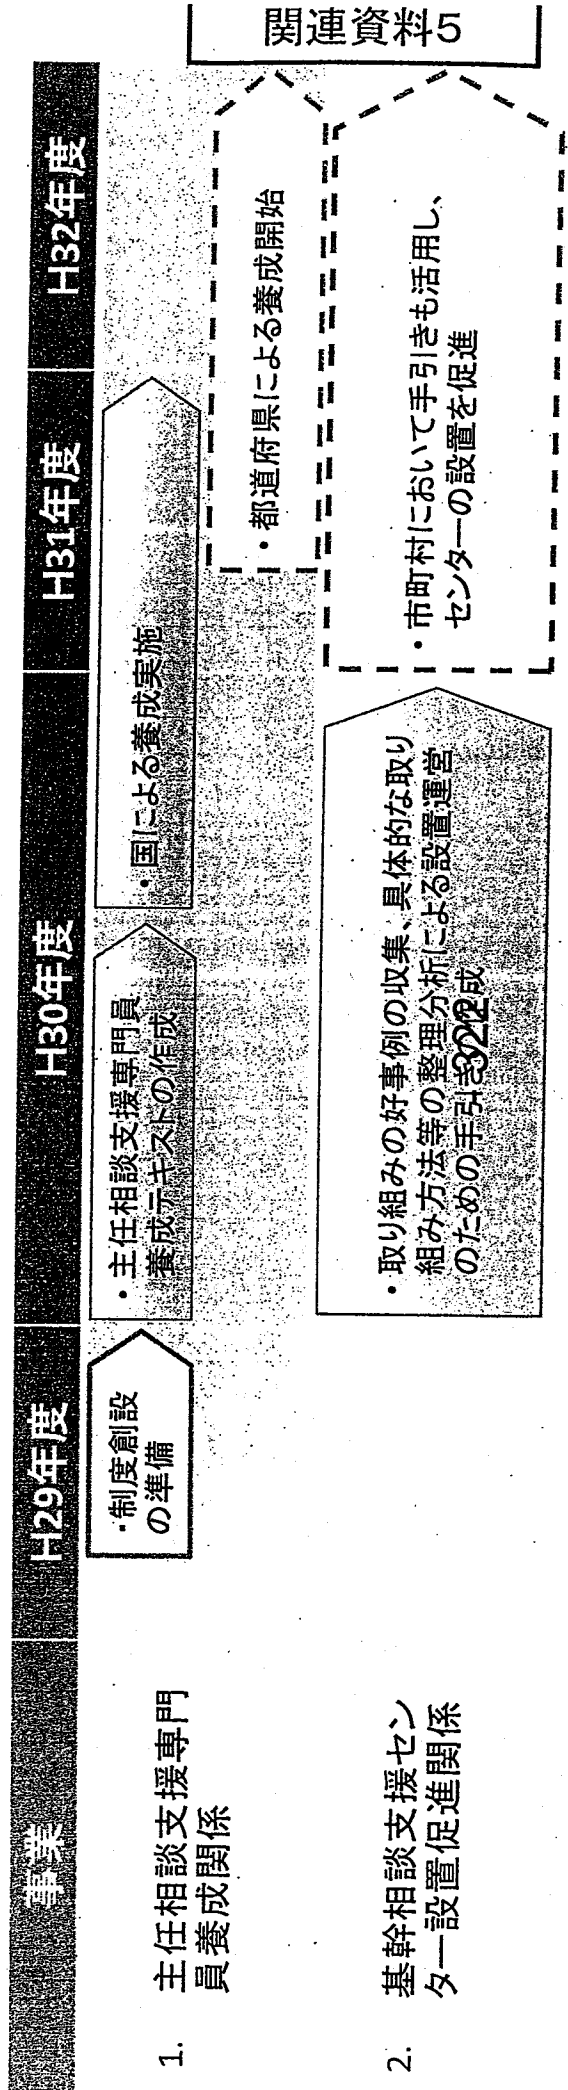 関連資料5
事業 H29年度 H30年度 H31年度 H32年度
1. 主任相談支援専門
員養成関係
・制度創設
の準備
・主任相談支援専門員
養成テキストの作成
・国による養成実施
・都道府県による養成開始
2. 基幹相談支援セン
ター設置促進関係
・取り組みの好事例の収集、具体的な取り
組み方法等の整理分析による設置運営
のための手引き
成
322
・市町村において手引きも活用し、
センターの設置を促進